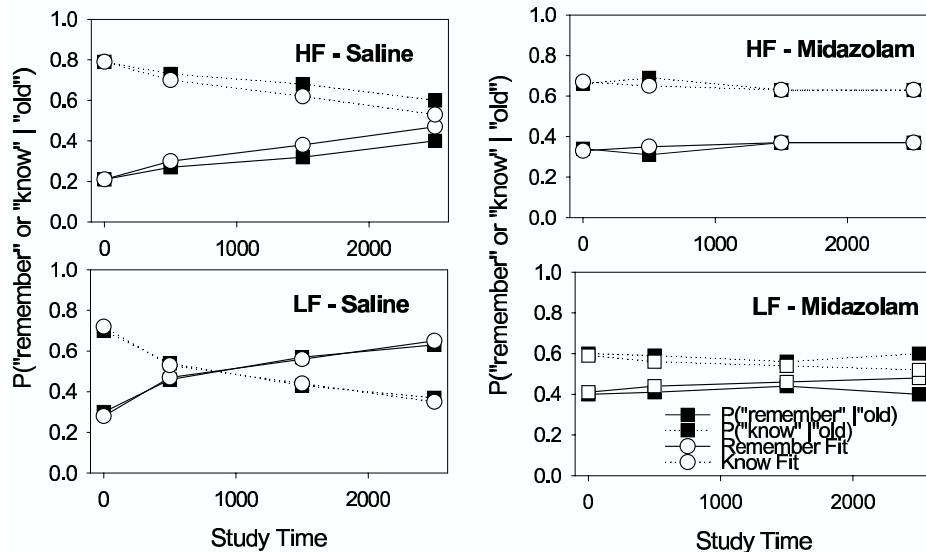 P("remember" or "know" | "old")
1.0
0.8
0.6
0.4
0.2
0.0
HF - Saline
0 1000 2000
1.0
0.8
0.6
0.4
0.2
0.0
LF - Saline
0 1000 2000
Study Time
P("remember" or "know" | "old")
1.0
0.8
0.6
0.4
0.2
0.0
HF - Midazolam
0 1000 2000
1.0
0.8
0.6
0.4
0.2
0.0
LF - Midazolam
P("remember" |"old)
P("know" |"old)
Remember Fit
Know Fit
0 1000 2000
Study Time